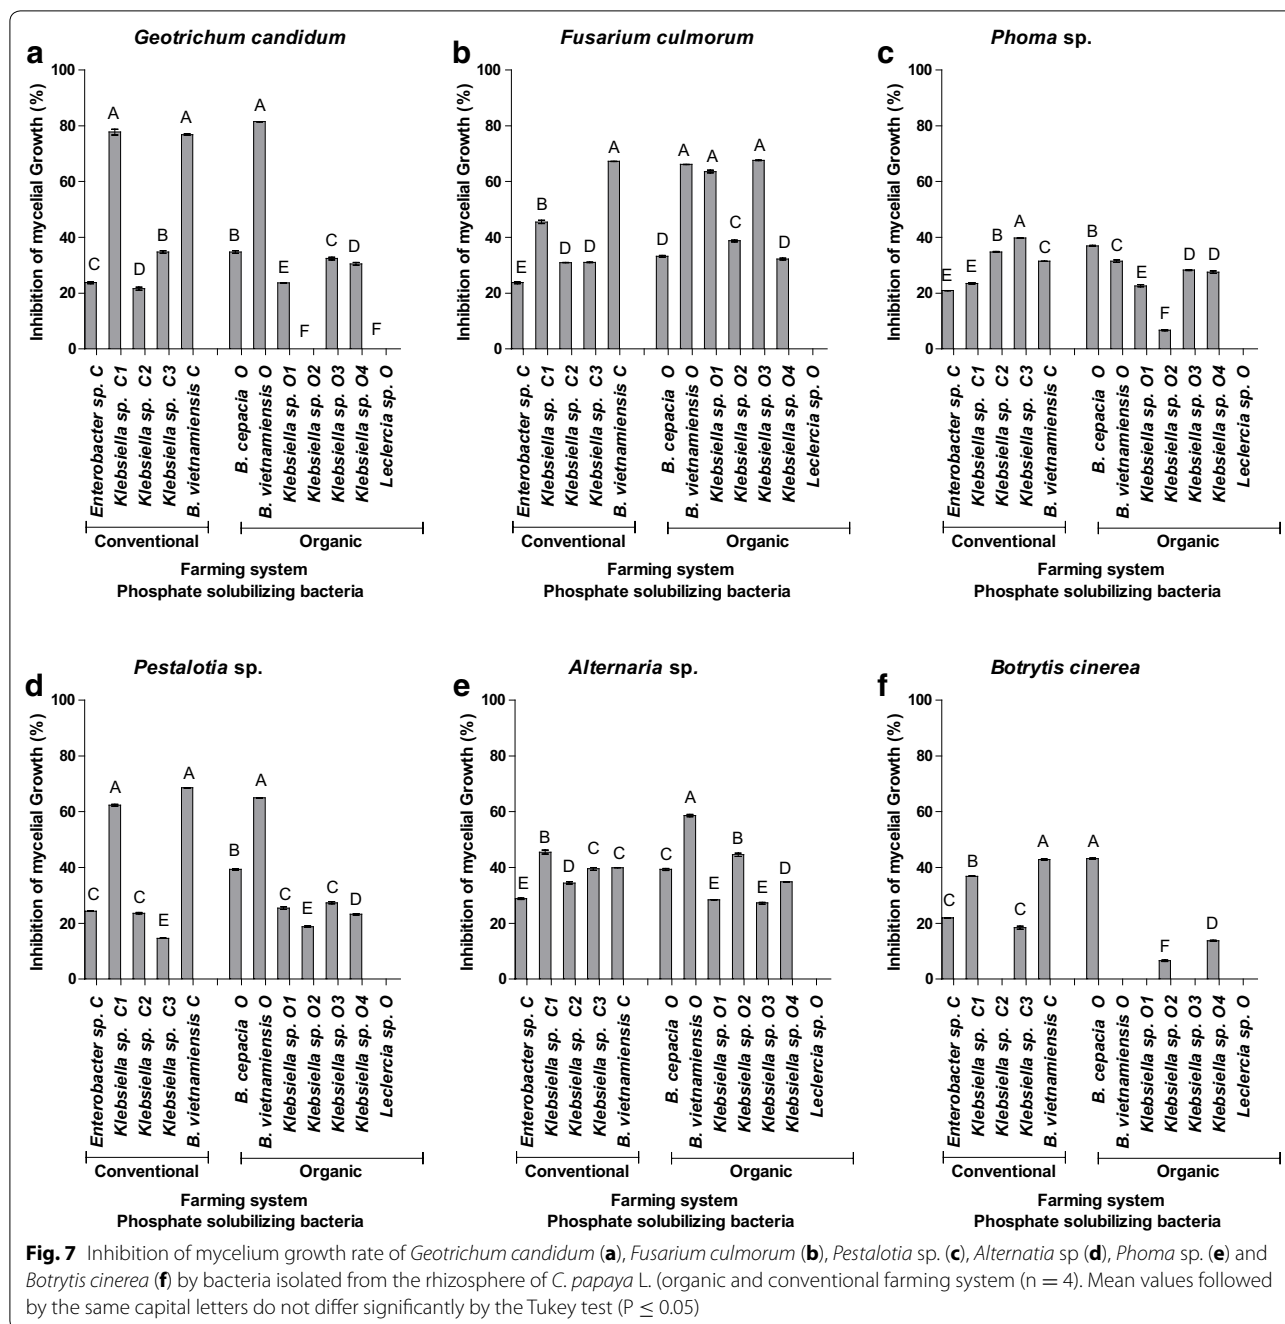 a
Geotrichum candidum
Inhibition of mycelial Growth (%)
100
80
60
40
20
0
C
A
D
B
A
B
A
E
F
C
D
F
Enterobacter sp. C
Klebsiella sp. C1
Klebsiella sp. C2
Klebsiella sp. C3
B. vietnamiensis C
B. cepacia O
B. vietnamiensis O
Klebsiella sp. O1
Klebsiella sp. O2
Klebsiella sp. O3
Klebsiella sp. O4
Leclercia sp. O
Conventional
Organic
Farming system
Phosphate solubilizing bacteria
b
Fusarium culmorum
Inhibition of mycelial Growth (%)
100
80
60
40
20
0
E
B
D
D
A
D
A
A
C
A
D
Enterobacter sp. C
Klebsiella sp. C1
Klebsiella sp. C2
Klebsiella sp. C3
B. vietnamiensis C
B. cepacia O
B. vietnamiensis O
Klebsiella sp. O1
Klebsiella sp. O2
Klebsiella sp. O3
Klebsiella sp. O4
Leclercia sp. O
Conventional
Organic
Farming system
Phosphate solubilizing bacteria
c
Phoma sp.
Inhibition of mycelial Growth (%)
100
80
60
40
20
0
E
E
B
A
C
B
C
E
F
D
D
Enterobacter sp. C
Klebsiella sp. C1
Klebsiella sp. C2
Klebsiella sp. C3
B. vietnamiensis C
B. cepacia O
B. vietnamiensis O
Klebsiella sp. O1
Klebsiella sp. O2
Klebsiella sp. O3
Klebsiella sp. O4
Leclercia sp. O
Conventional
Organic
Farming system
Phosphate solubilizing bacteria
d
Pestalotia sp.
Inhibition of mycelial Growth (%)
100
80
60
40
20
0
C
A
C
E
A
B
A
C
E
C
D
Enterobacter sp. C
Klebsiella sp. C1
Klebsiella sp. C2
Klebsiella sp. C3
B. vietnamiensis C
B. cepacia O
B. vietnamiensis O
Klebsiella sp. O1
Klebsiella sp. O2
Klebsiella sp. O3
Klebsiella sp. O4
Leclercia sp. O
Conventional
Organic
Farming system
Phosphate solubilizing bacteria
e
Alternaria sp.
Inhibition of mycelial Growth (%)
100
80
60
40
20
0
E
B
D
C
C
C
A
E
B
E
D
Enterobacter sp. C
Klebsiella sp. C1
Klebsiella sp. C2
Klebsiella sp. C3
B. vietnamiensis C
B. cepacia O
B. vietnamiensis O
Klebsiella sp. O1
Klebsiella sp. O2
Klebsiella sp. O3
Klebsiella sp. O4
Leclercia sp. O
Conventional
Organic
Farming system
Phosphate solubilizing bacteria
f
Botrytis cinerea
Inhibition of mycelial Growth (%)
100
80
60
40
20
0
C
B
C
A
A
F
D
Enterobacter sp. C
Klebsiella sp. C1
Klebsiella sp. C2
Klebsiella sp. C3
B. vietnamiensis C
B. cepacia O
B. vietnamiensis O
Klebsiella sp. O1
Klebsiella sp. O2
Klebsiella sp. O3
Klebsiella sp. O4
Leclercia sp. O
Conventional
Organic
Farming system
Phosphate solubilizing bacteria
Fig. 7 Inhibition of mycelium growth rate of Geotrichum candidum (a), Fusarium culmorum (b), Pestalotia sp. (c), Alternatia sp (d), Phoma sp. (e) and
Botrytis cinerea (f) by bacteria isolated from the rhizosphere of C. papaya L. (organic and conventional farming system (n = 4). Mean values followed
by the same capital letters do not differ significantly by the Tukey test (P ≤ 0.05)